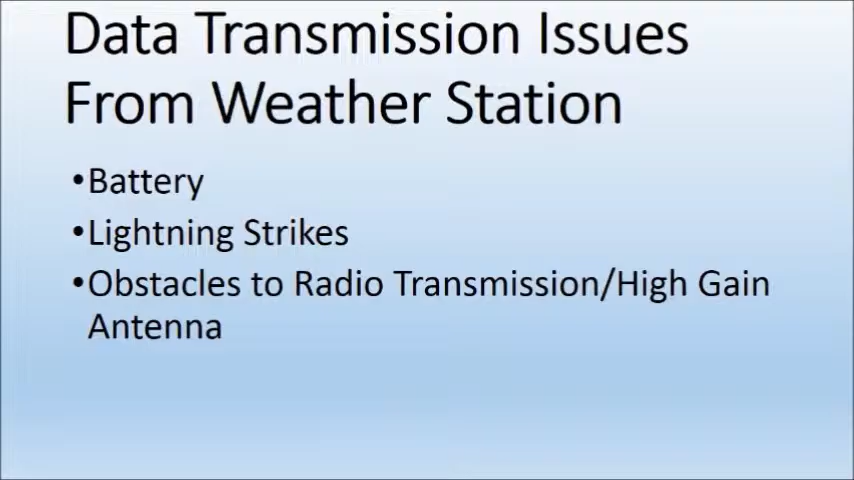 Data Transmission Issues
From Weather Station
•Battery
•Lightning Strikes
•Obstacles to Radio Transmission/High Gain
Antenna